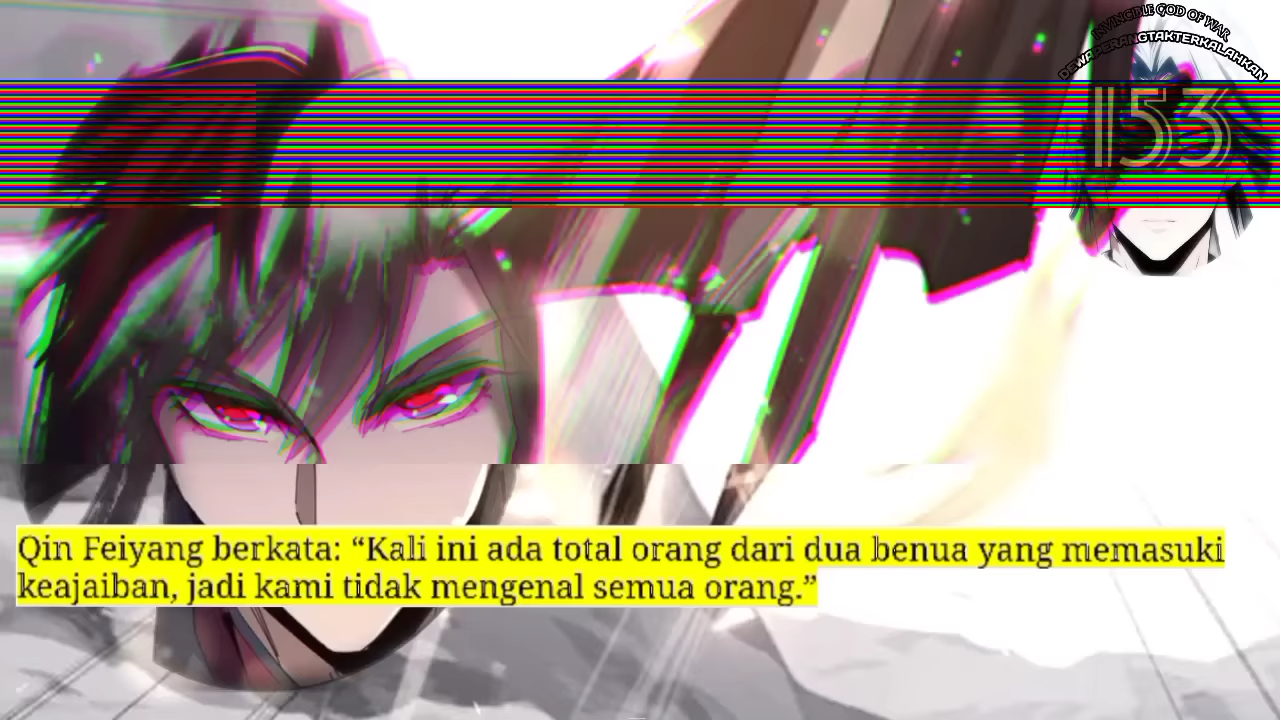 INVINCIBLE GOD OF WAR
DEWAPERANGTAKTERKALAHKAN
153
Qin Feiyang berkata: “Kali ini ada total orang dari dua benua yang memasuki
keajaiban, jadi kami tidak mengenal semua orang.”